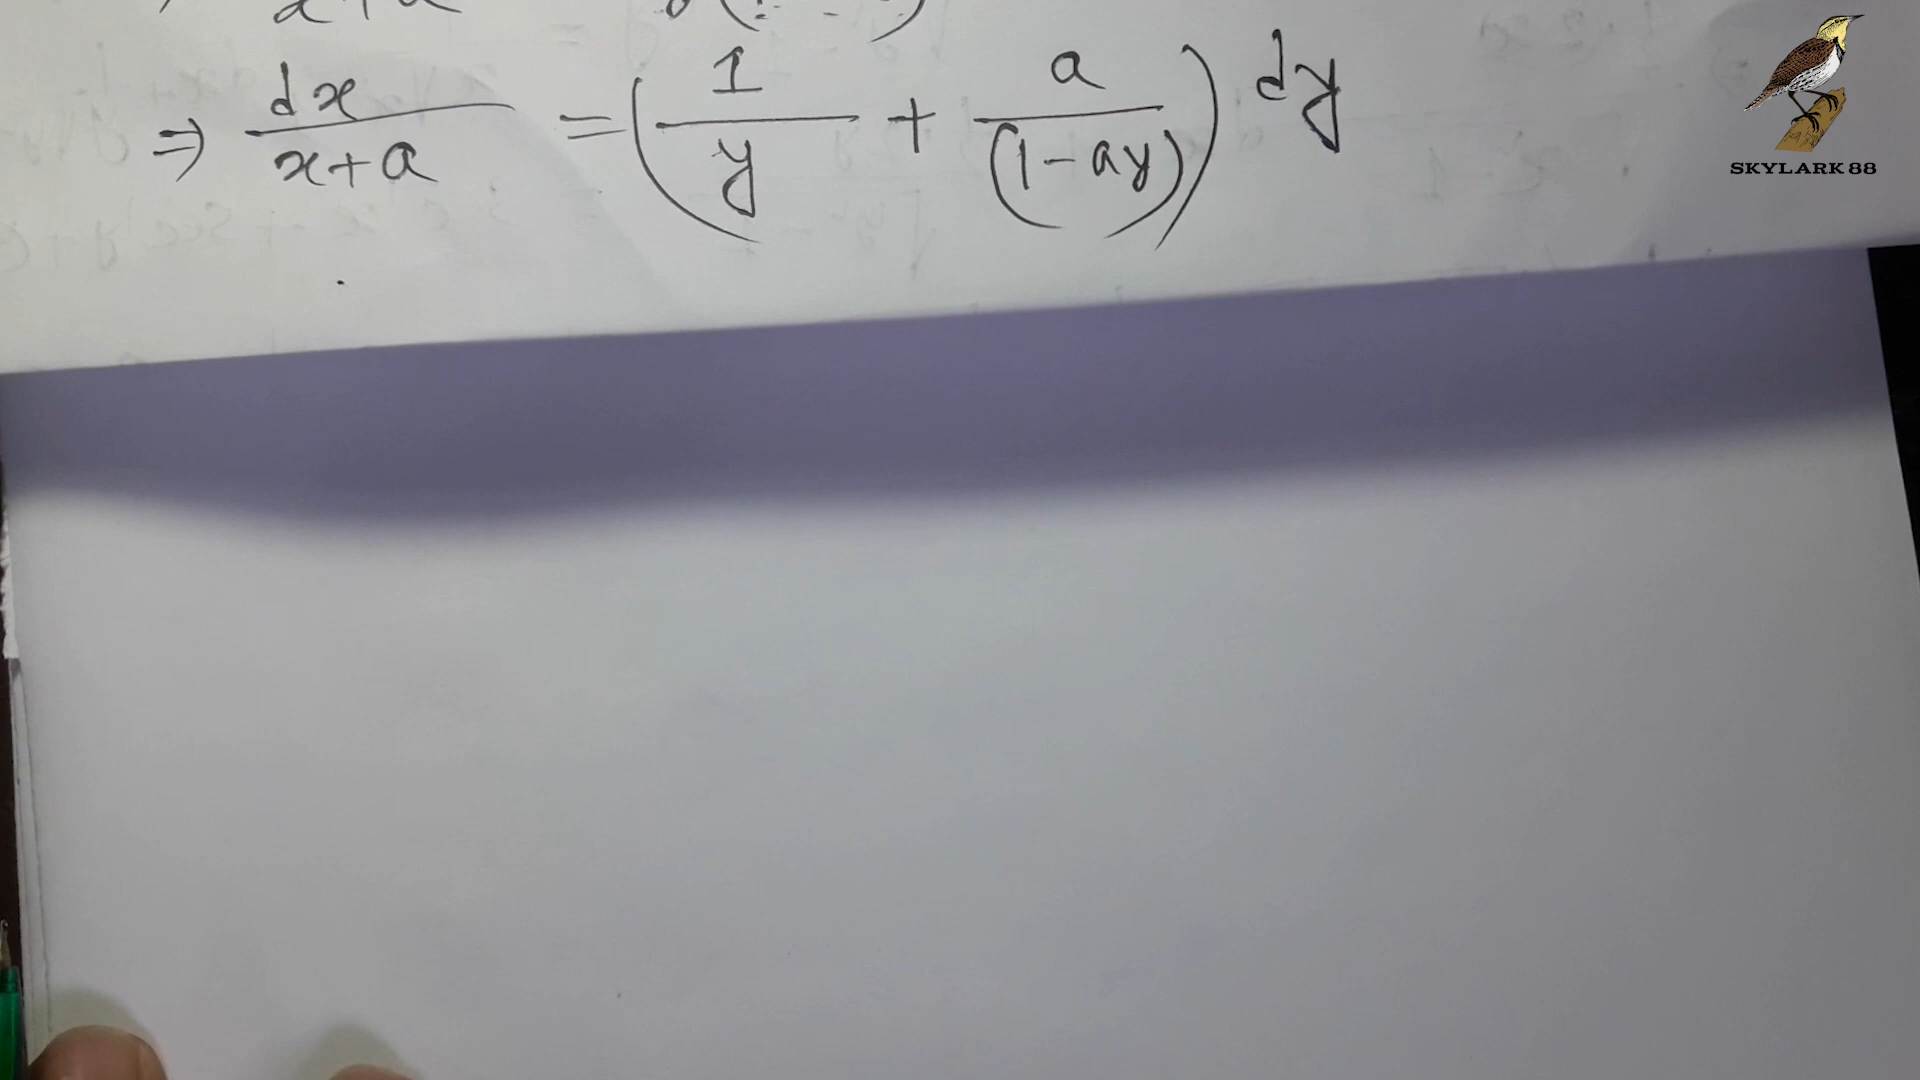 x+a
⇒ dx/(x+a) = (1/y + a/(1-ay)) dy
SKYLARK 88